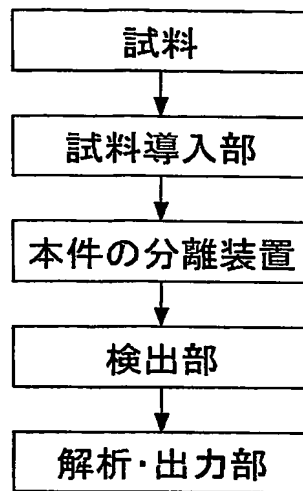 試料
試料導入部
本件の分離装置
検出部
解析・出力部